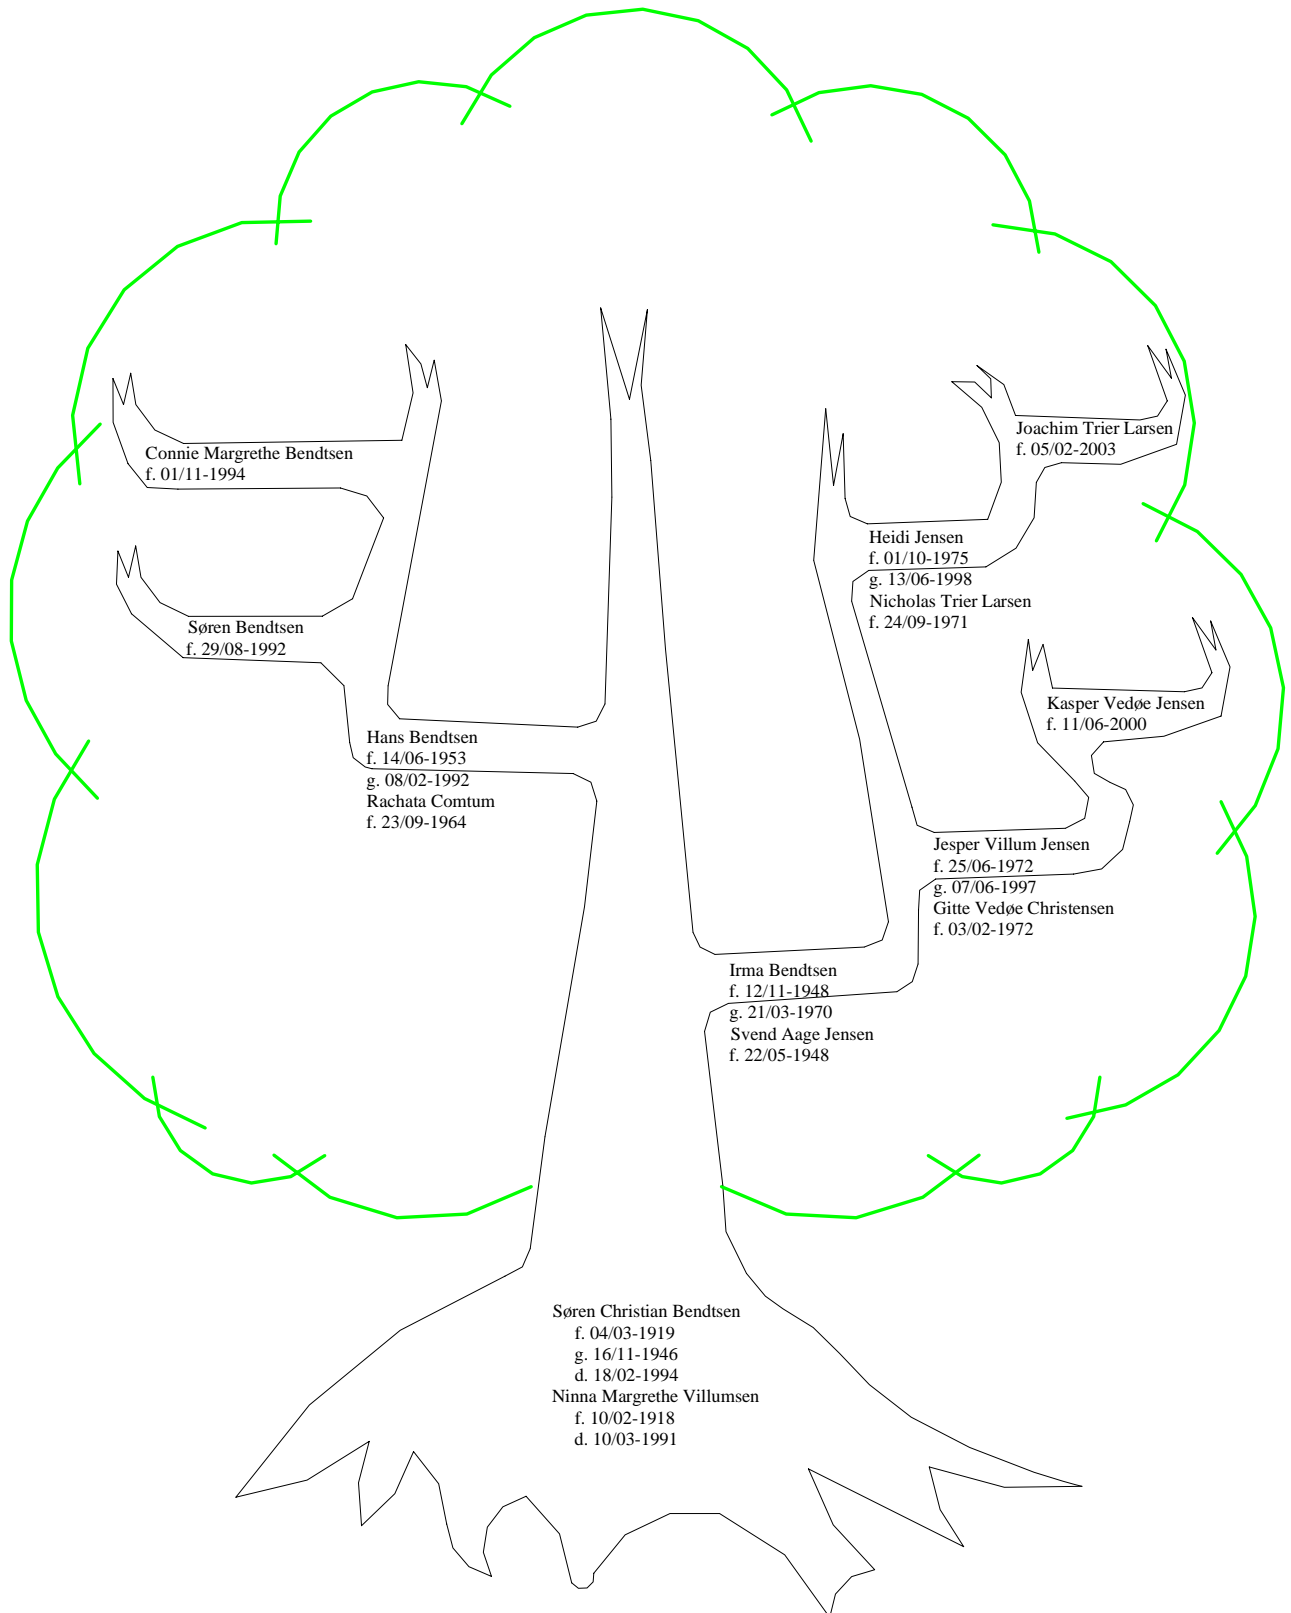 Joachim Trier Larsen
f. 05/02-2003
Connie Margrethe Bendtsen
f. 01/11-1994
Heidi Jensen
f. 01/10-1975
g. 13/06-1998
Nicholas Trier Larsen
f. 24/09-1971
Søren Bendtsen
f. 29/08-1992
Kasper Vedøe Jensen
f. 11/06-2000
Hans Bendtsen
f. 14/06-1953
g. 08/02-1992
Rachata Comtum
f. 23/09-1964
Jesper Villum Jensen
f. 25/06-1972
g. 07/06-1997
Gitte Vedøe Christensen
f. 03/02-1972
Irma Bendtsen
f. 12/11-1948
g. 21/03-1970
Svend Aage Jensen
f. 22/05-1948
Søren Christian Bendtsen
f. 04/03-1919
g. 16/11-1946
d. 18/02-1994
Ninna Margrethe Villumsen
f. 10/02-1918
d. 10/03-1991